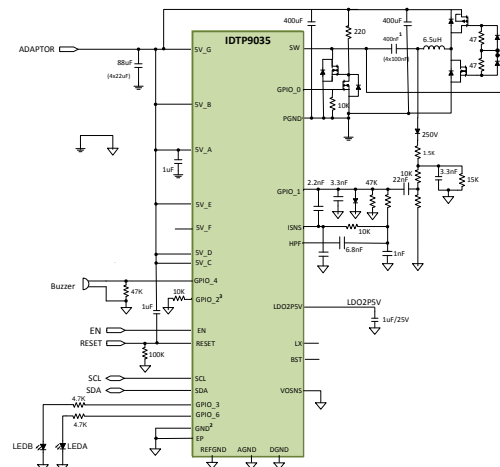 400uF
220
400uF
IDTP9035
ADAPTOR
5V_G
SW
400nF¹
(4x100nF)
6.5uH
47
47
88uF
(4x22uF)
GPIO_0
10K
5V_B
PGND
250V
1.5K
5V_A
1uF
10K
3.3nF
15K
2.2nF
3.3nF
47K
22nF
GPIO_1
5V_E
5V_F
ISNS
10K
HPF
6.8nF
1nF
5V_D
5V_C
Buzzer
GPIO_4
47K
10K
GPIO_2³
1uF
LDO2P5V
LDO2P5V
1uF/25V
EN
EN
RESET
RESET
100K
LX
BST
SCL
SCL
SDA
SDA
VOSNS
4.7K
GPIO_3
4.7K
GPIO_6
GND²
LEDB
LEDA
EP
REFGND
AGND
DGND